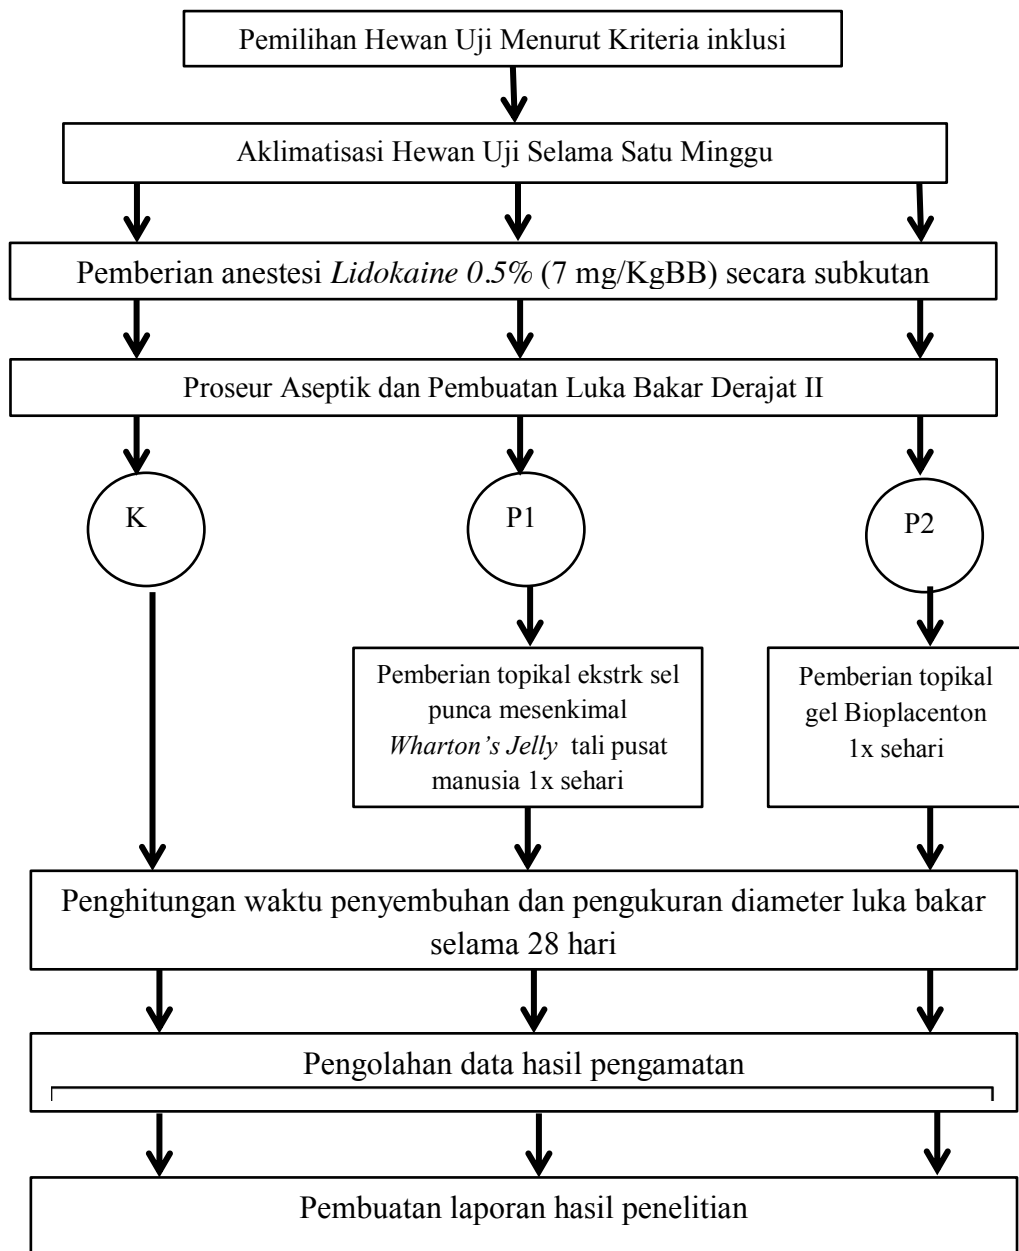 Pemilihan Hewan Uji Menurut Kriteria inklusi
Aklimatisasi Hewan Uji Selama Satu Minggu
Pemberian anestesi Lidokaine 0.5% (7 mg/KgBB) secara subkutan
Proseur Aseptik dan Pembuatan Luka Bakar Derajat II
K
P1
P2
Pemberian topikal ekstrk sel
punca mesenkimal
Wharton’s Jelly tali pusat
manusia 1x sehari
Pemberian topikal
gel Bioplacenton
1x sehari
Penghitungan waktu penyembuhan dan pengukuran diameter luka bakar
selama 28 hari
Pengolahan data hasil pengamatan
Pembuatan laporan hasil penelitian